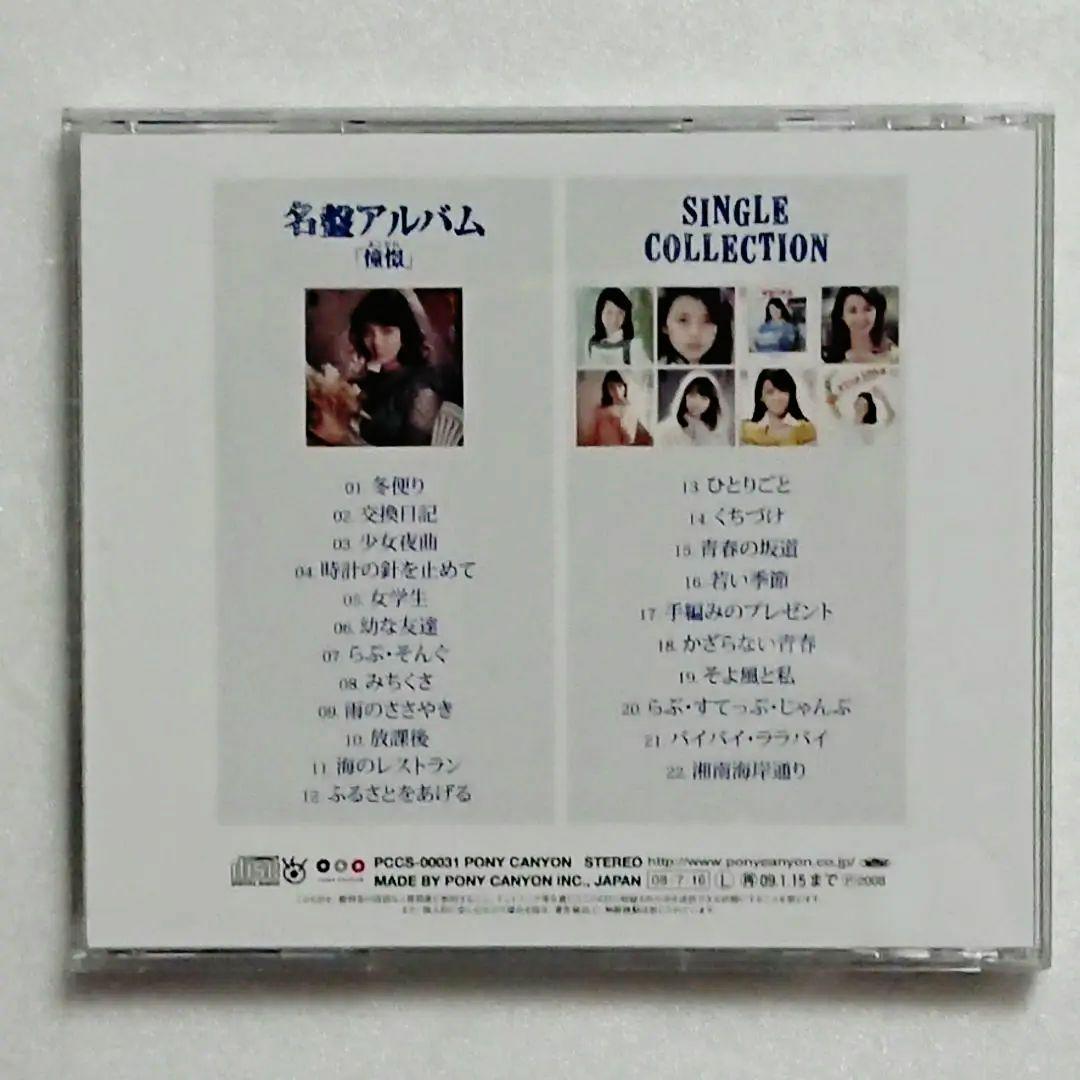 名盤アルバム
「憧憬」
01 冬便り
02 交換日記
03 少女夜曲
04 時計の針を止めて
05 女学生
06 幼な友達
07 らぶ・そんぐ
08 みちくさ
09 雨のささやき
10 放課後
11 海のレストラン
12 ふるさとをあげる
SINGLE
COLLECTION
13 ひとりごと
14 くちづけ
15 青春の坂道
16 若い季節
17 手編みのプレゼント
18 かざらない青春
19 そよ風と私
20 らぶ・すてっぷ・じゃんぷ
21 バイバイ・ララバイ
22 湘南海岸通り
PCCS-00031 PONY CANYON STEREO http://www.ponycanyon.co.jp/
MADE BY PONY CANYON INC., JAPAN 08・7・16 L 09.1.15まで Ⓟ2008